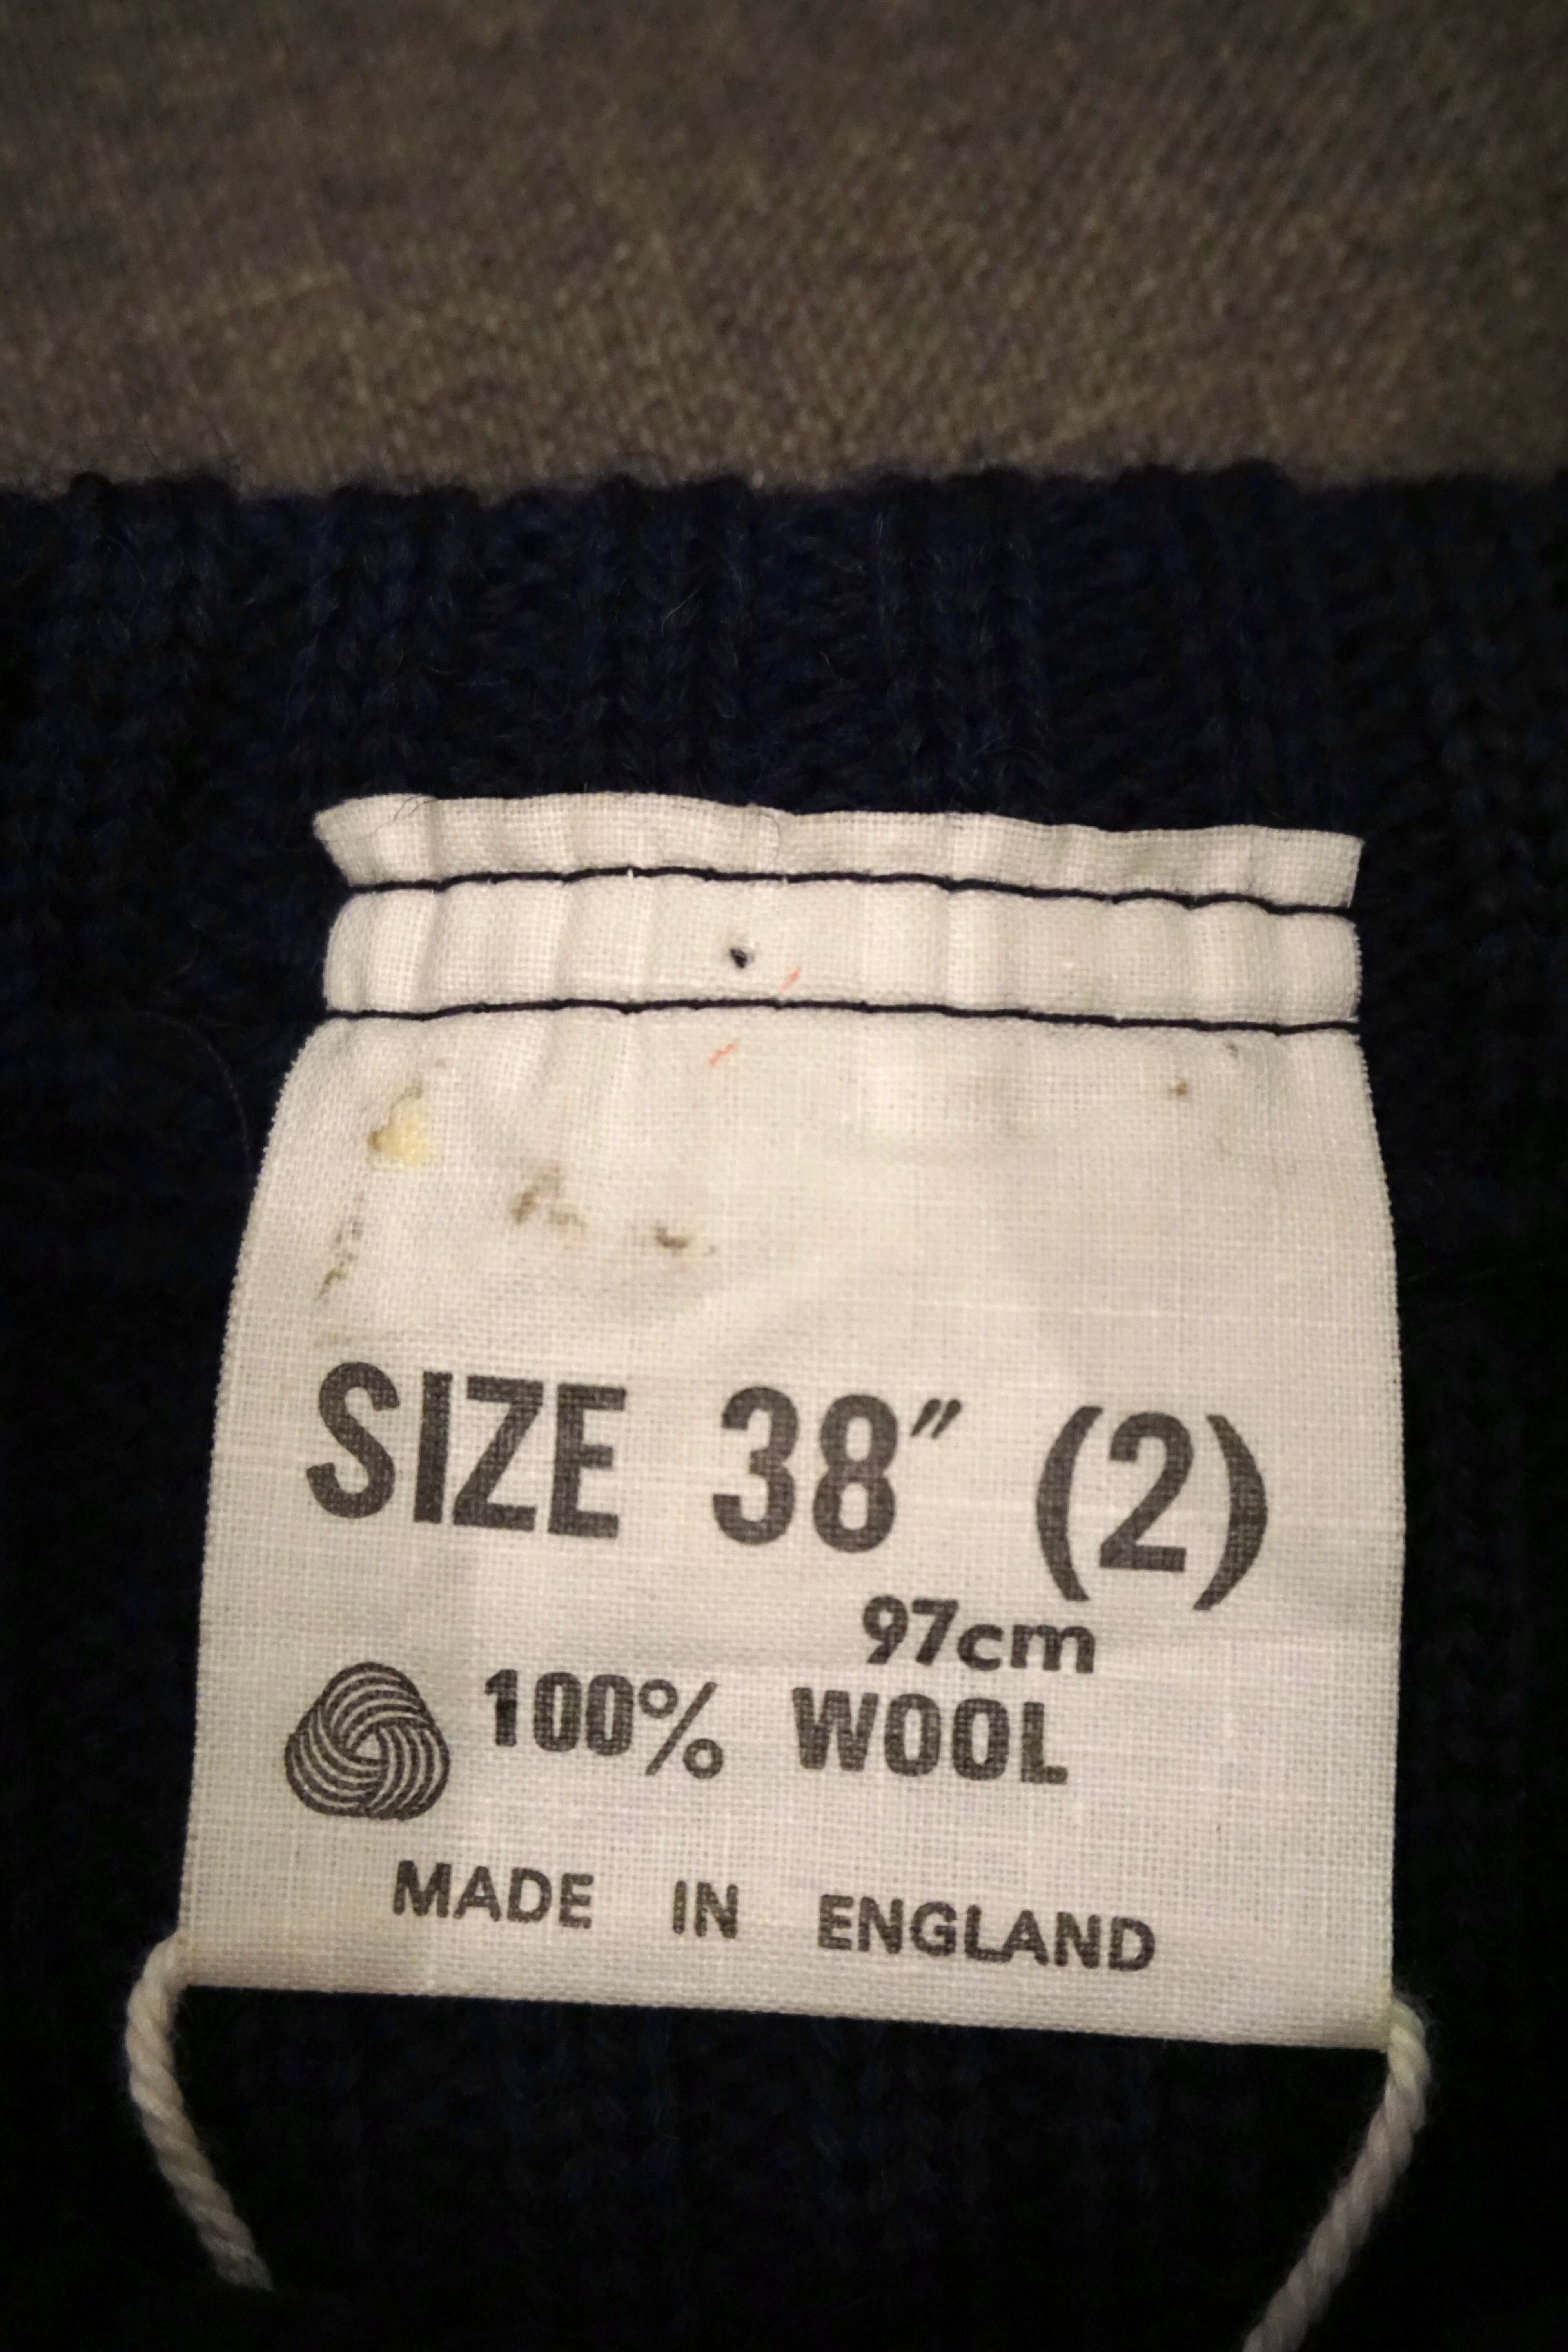 SIZE 38″ (2)
97cm
100% WOOL
MADE IN ENGLAND